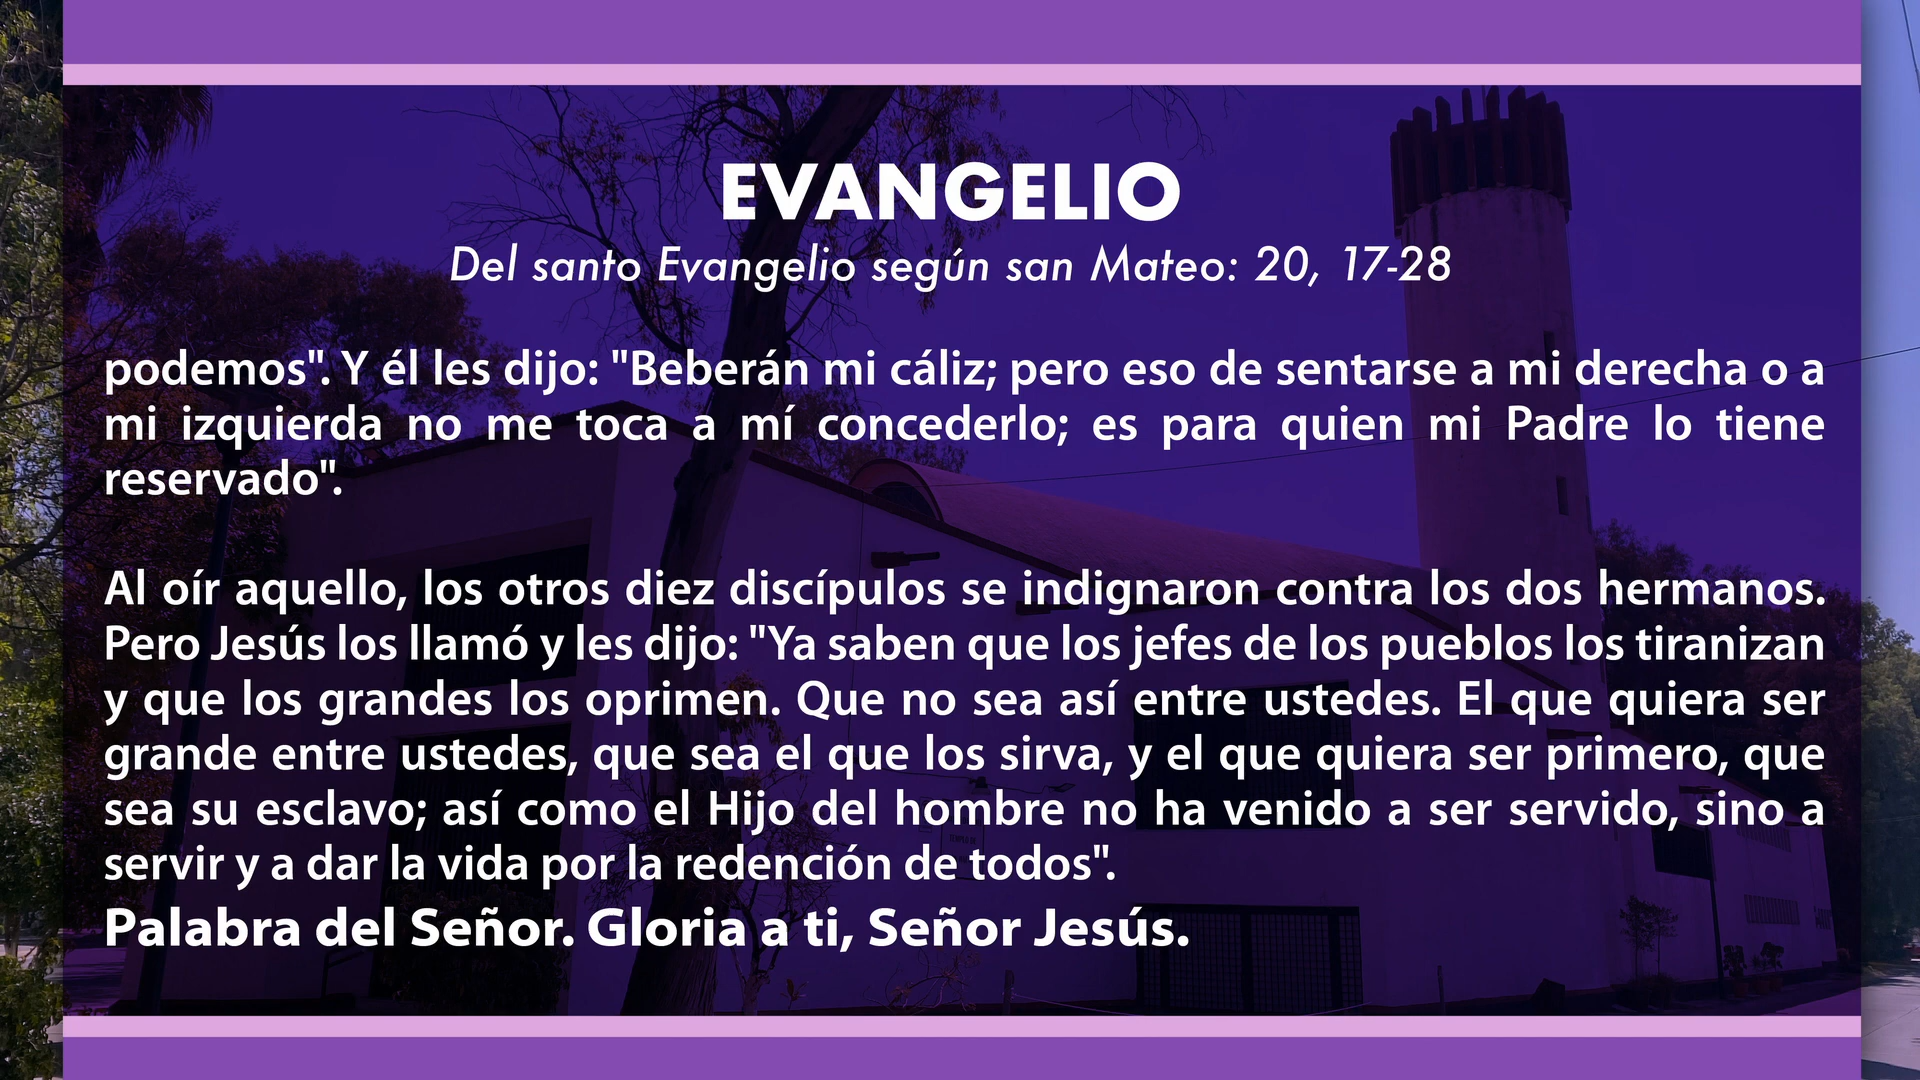 EVANGELIO
Del santo Evangelio según san Mateo: 20, 17-28
podemos". Y él les dijo: "Beberán mi cáliz; pero eso de sentarse a mi derecha o a
mi izquierda no me toca a mí concederlo; es para quien mi Padre lo tiene
reservado".
Al oír aquello, los otros diez discípulos se indignaron contra los dos hermanos.
Pero Jesús los llamó y les dijo: "Ya saben que los jefes de los pueblos los tiranizan
y que los grandes los oprimen. Que no sea así entre ustedes. El que quiera ser
grande entre ustedes, que sea el que los sirva, y el que quiera ser primero, que
sea su esclavo; así como el Hijo del hombre no ha venido a ser servido, sino a
servir y a dar la vida por la redención de todos".
Palabra del Señor. Gloria a ti, Señor Jesús.